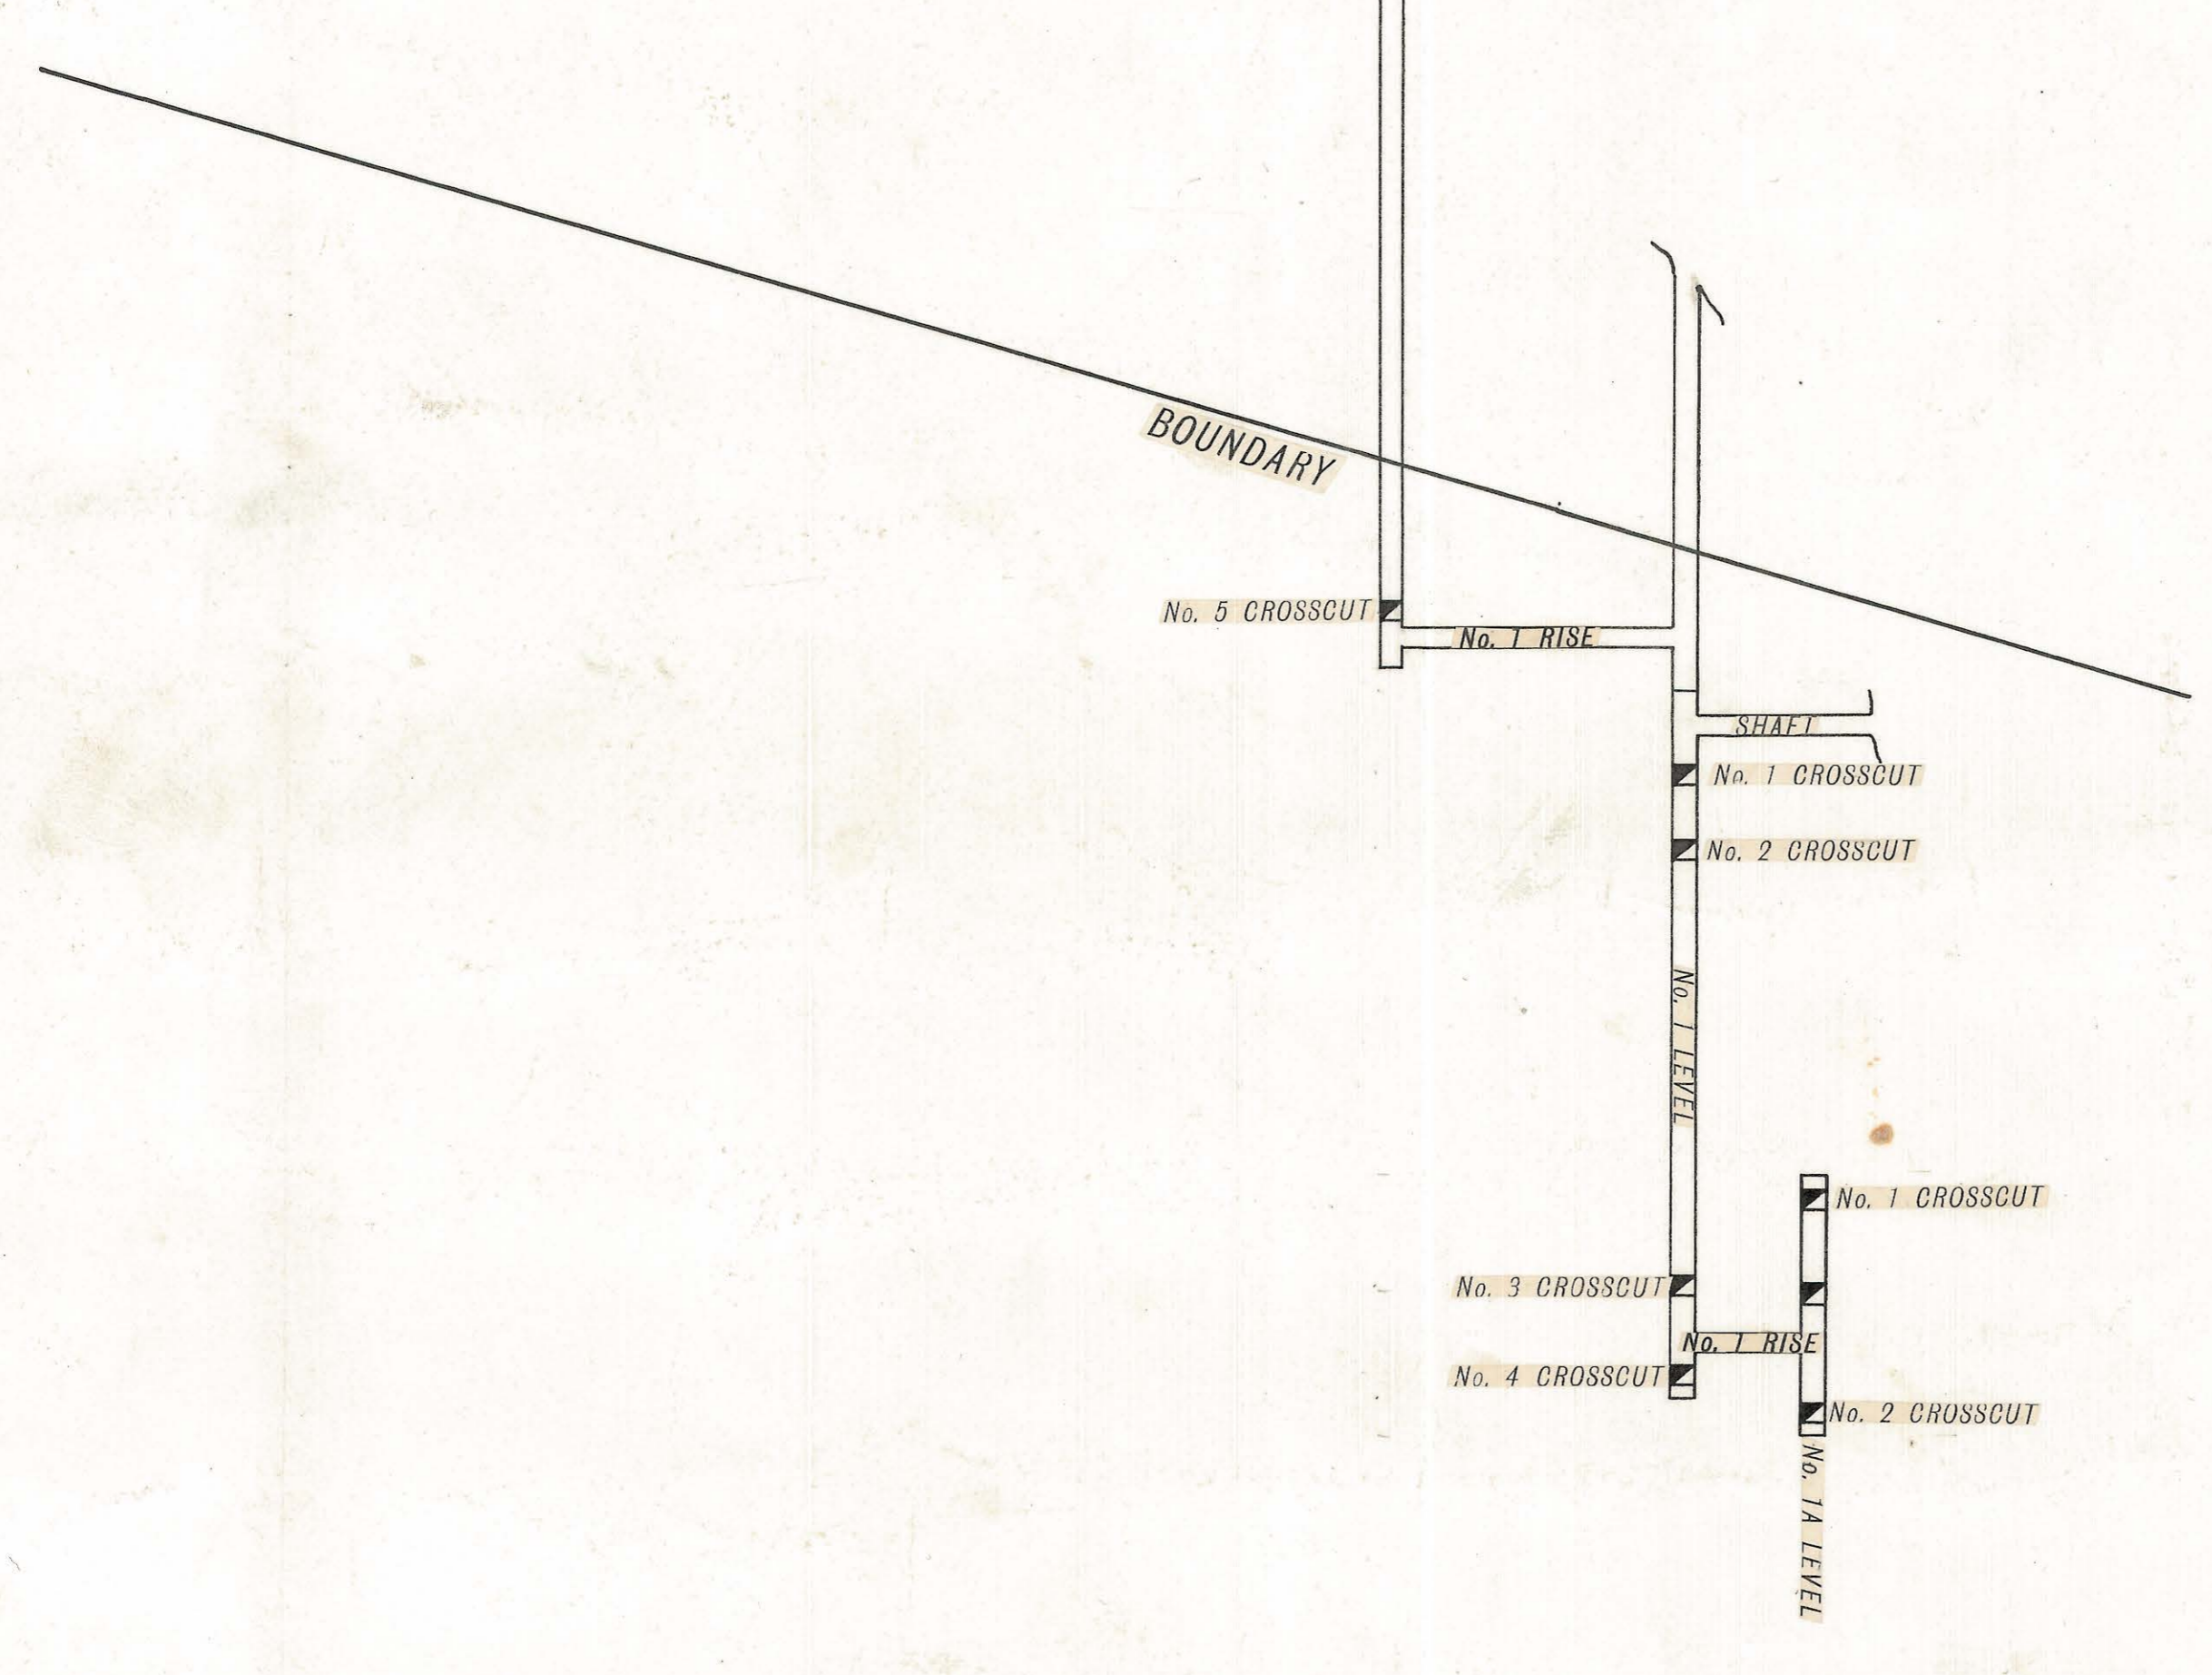 BOUNDARY
No. 5 CROSSCUT
No. 1 RISE
SHAFT
No. 1 CROSSCUT
No. 2 CROSSCUT
No. 1 LEVEL
No. 1 CROSSCUT
No. 3 CROSSCUT
No. 1 RISE
No. 4 CROSSCUT
No. 2 CROSSCUT
No. 1A LEVEL